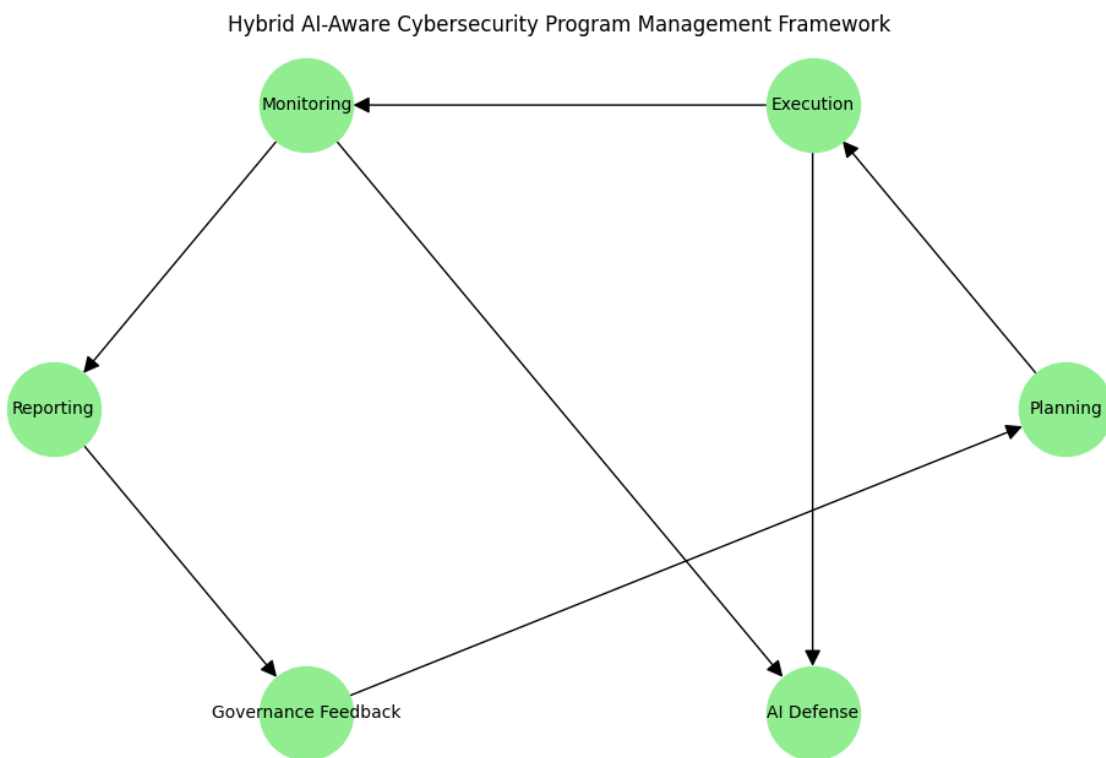 Hybrid AI-Aware Cybersecurity Program Management Framework
Monitoring
Execution
Reporting
Planning
Governance Feedback
AI Defense